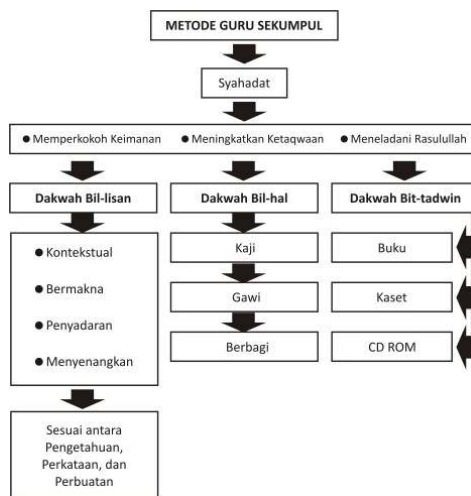 METODE GURU SEKUMPUL
Syahadat
● Memperkokoh Keimanan ● Meningkatkan Ketaqwaan ● Meneladani Rasulullah
Dakwah Bil-lisan
● Kontekstual
● Bermakna
● Penyadaran
● Menyenangkan
Sesuai antara
Pengetahuan,
Perkataan, dan
Perbuatan
Dakwah Bil-hal
Kaji
Gawi
Berbagi
Dakwah Bit-tadwin
Buku
Kaset
CD ROM